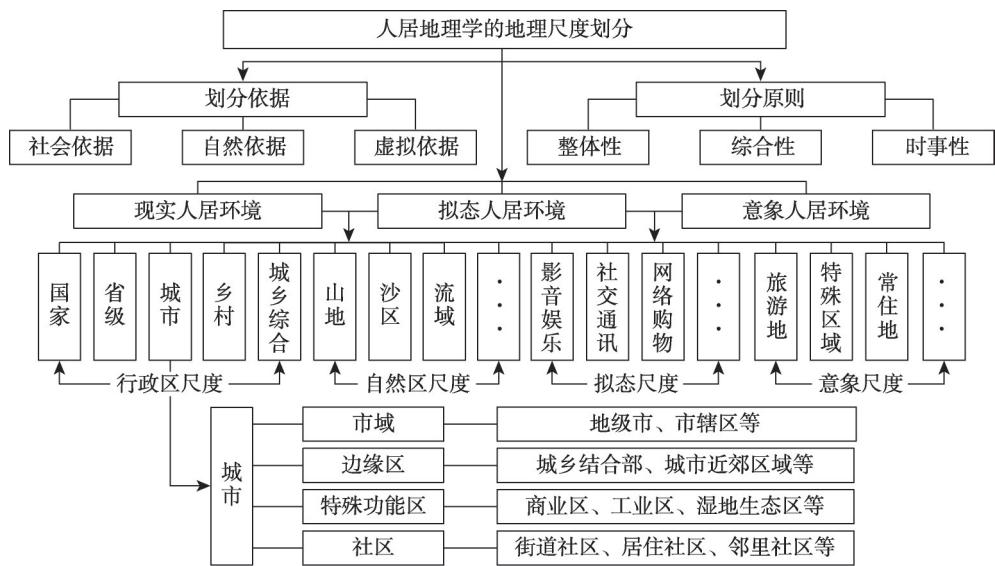 人居地理学的地理尺度划分
划分依据
划分原则
社会依据
自然依据
虚拟依据
整体性
综合性
时事性
现实人居环境
拟态人居环境
意象人居环境
国家
省级
城市
乡村
城乡综合
山地
沙区
流域
···
影音娱乐
社交通讯
网络购物
···
旅游地
特殊区域
常住地
···
行政区尺度
自然区尺度
拟态尺度
意象尺度
城市
市域
地级市、市辖区等
边缘区
城乡结合部、城市近郊区域等
特殊功能区
商业区、工业区、湿地生态区等
社区
街道社区、居住社区、邻里社区等